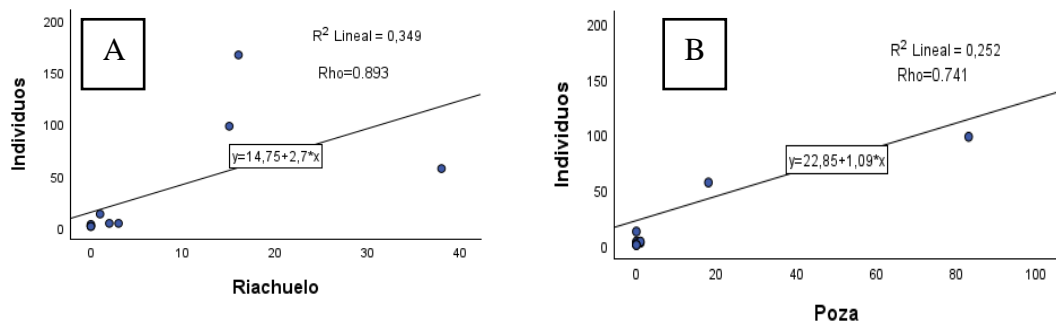 A
R² Lineal = 0,349
Rho=0.893
y=14,75+2,7*x
Individuos
200
150
100
50
0
0 10 20 30 40
Riachuelo
B
R² Lineal = 0,252
Rho=0.741
y=22,85+1,09*x
Individuos
200
150
100
50
0
0 20 40 60 80 100
Poza